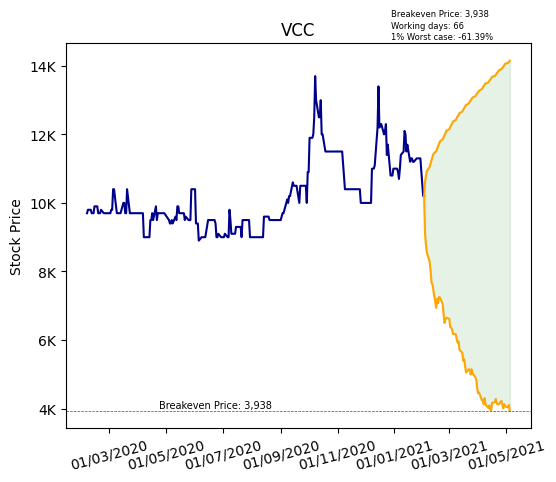 Breakeven Price: 3,938
Working days: 66
1% Worst case: -61.39%
VCC
Stock Price
14K
12K
10K
8K
6K
4K
Breakeven Price: 3,938
01/03/2020
01/05/2020
01/07/2020
01/09/2020
01/11/2020
01/01/2021
01/03/2021
01/05/2021